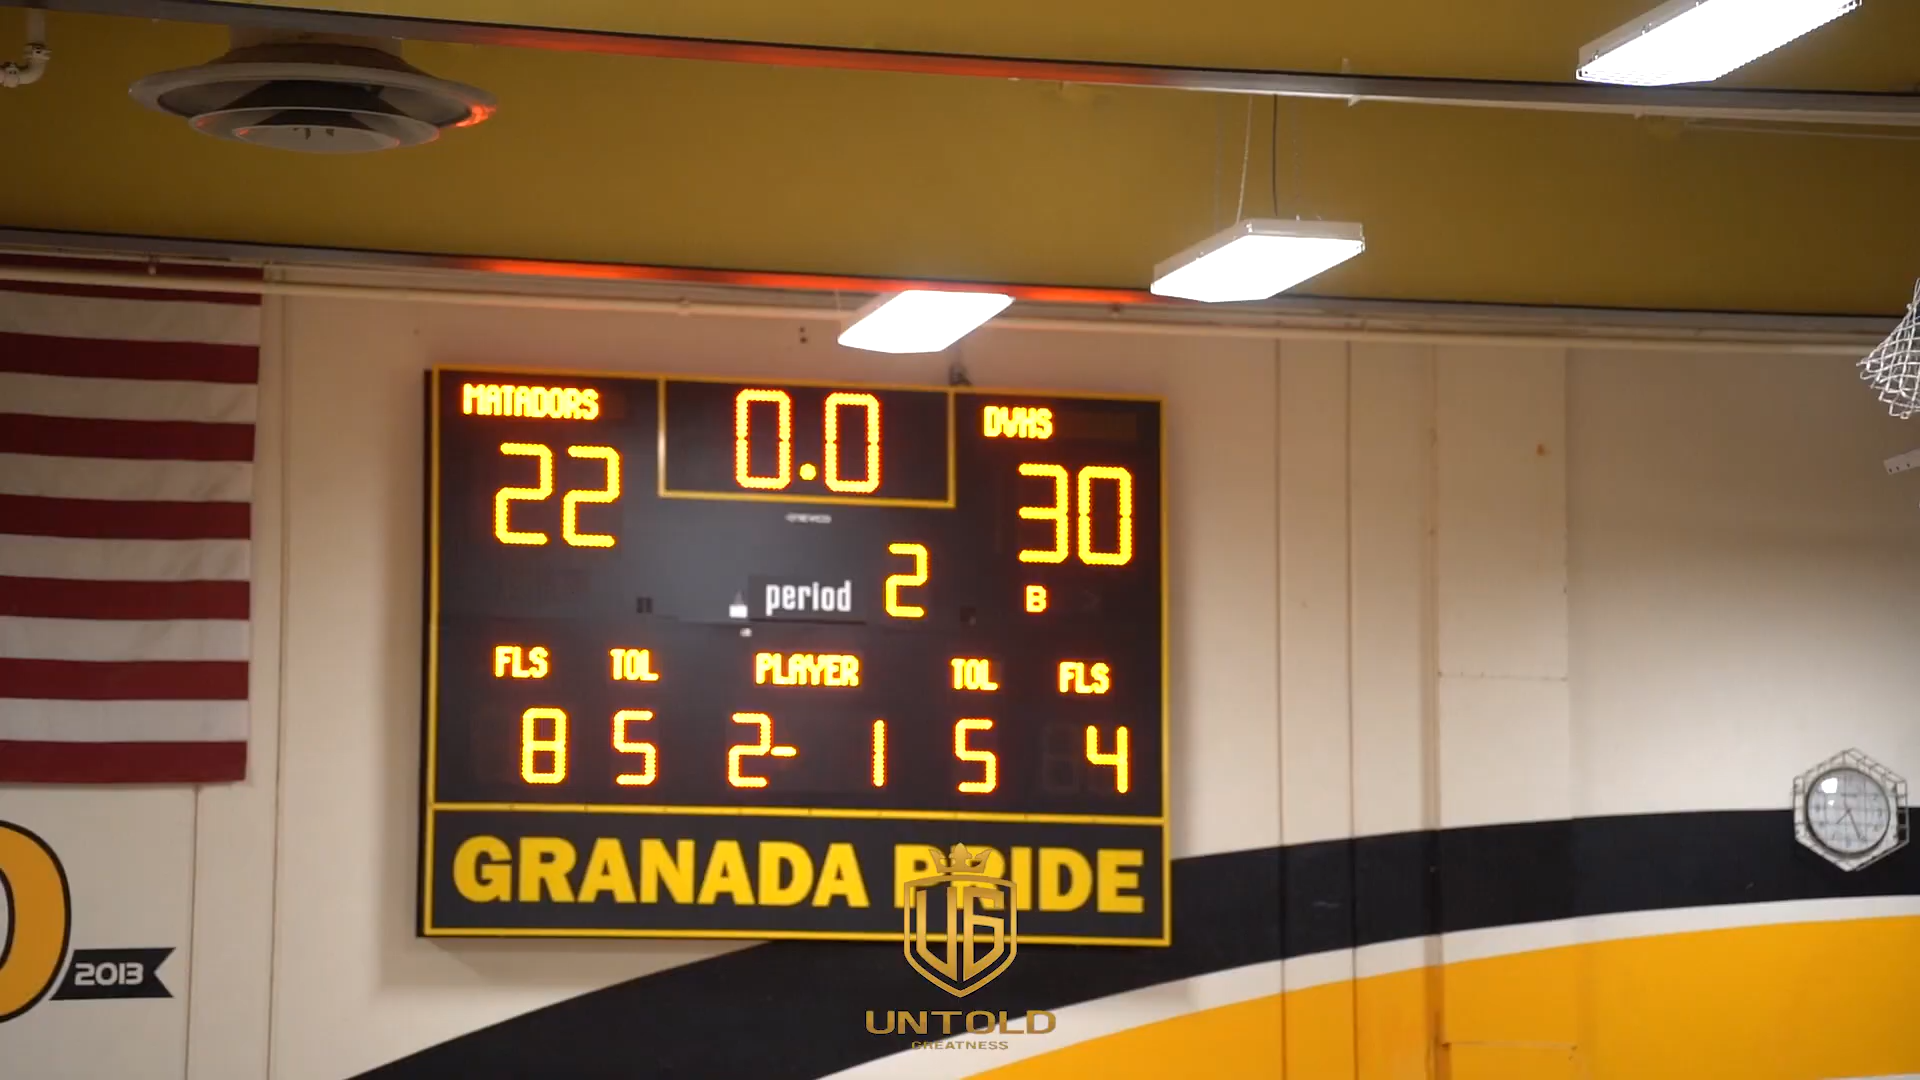 MATADORS 0.0 DVHS
22 30
period 2 B
FLS TOL PLAYER TOL FLS
8 5 2- 1 5 4
GRANADA PRIDE
2013
UG
UNTOLD
GREATNESS